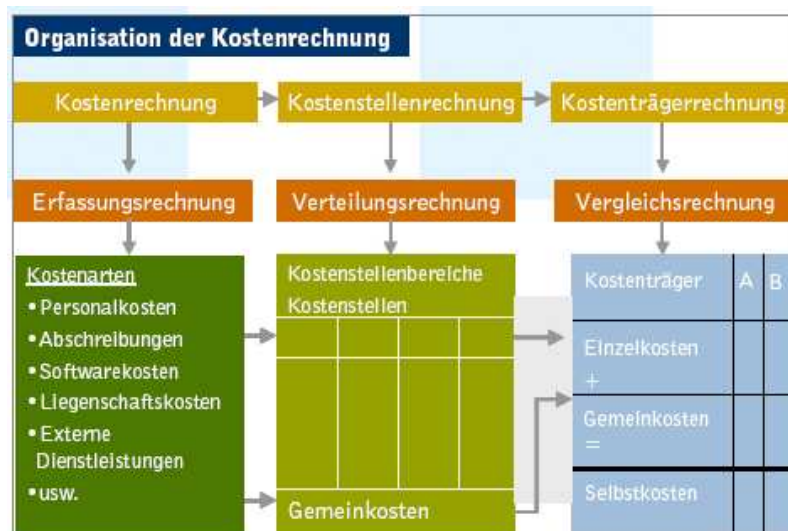 Organisation der Kostenrechnung
Kostenrechnung
Kostenstellenrechnung
Kostenträgerrechnung
Erfassungsrechnung
Verteilungsrechnung
Vergleichsrechnung
Kostenarten
• Personalkosten
• Abschreibungen
• Softwarekosten
• Liegenschaftskosten
• Externe
Dienstleistungen
• usw.
Kostenstellenbereiche
Kostenstellen
Gemeinkosten
Kostenträger A B
Einzelkosten
+
Gemeinkosten
=
Selbstkosten